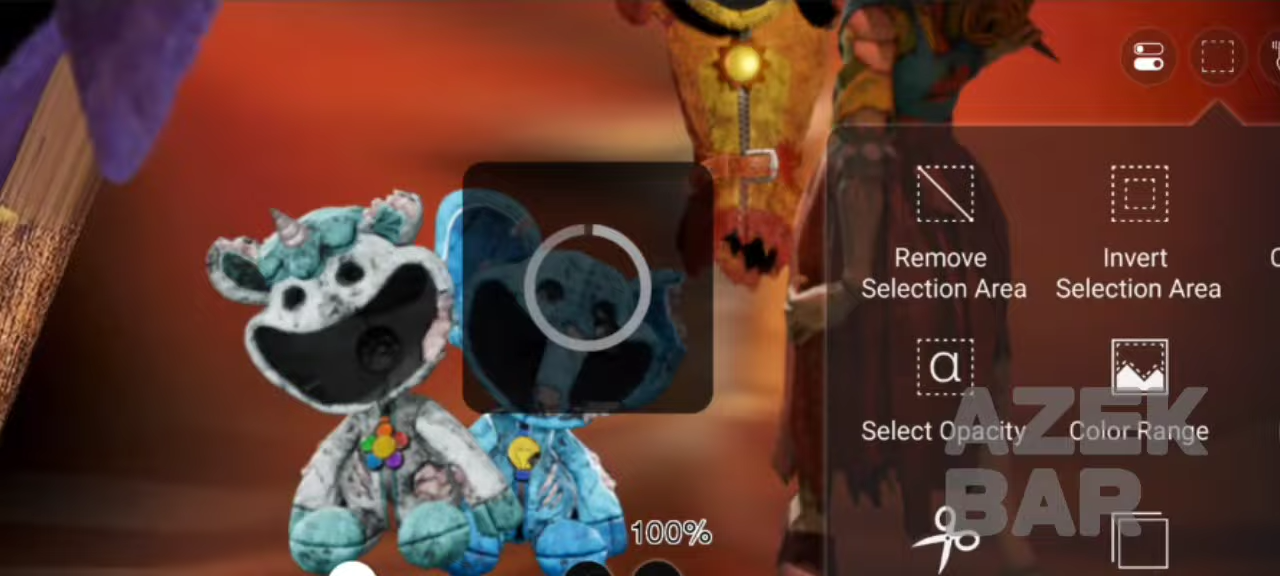 Remove
Selection Area
Invert
Selection Area
α
Select Opacity
Color Range
AZEK
BAR
100%